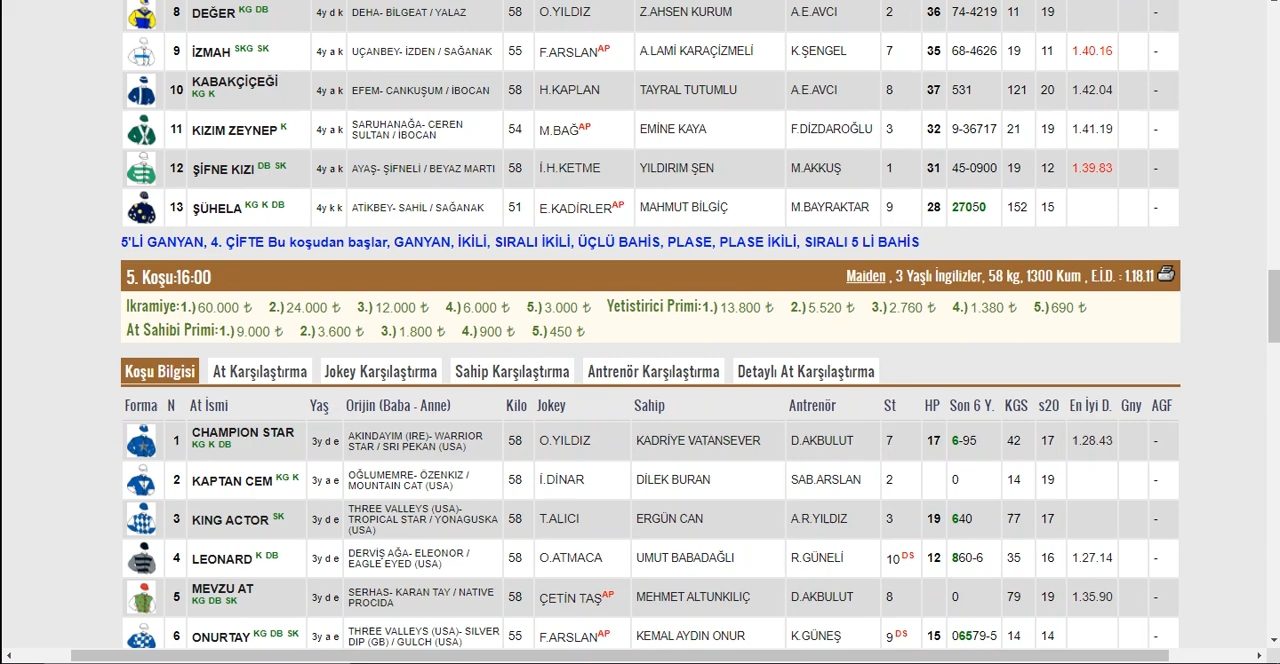 8 DEĞER KG DB 4y d k DEHA- BİLGEAT / YALAZ 58 O.YILDIZ Z.AHSEN KURUM A.E.AVCI 2 36 74-4219 11 19 -
9 İZMAH SKG SK 4y a k UÇANBEY- İZDEN / SAĞANAK 55 F.ARSLAN AP A.LAMİ KARAÇİZMELİ K.ŞENGEL 7 35 68-4626 19 11 1.40.16 -
10 KABAKÇİÇEĞİ KG K 4y a k EFEM- CANKUŞUM / İBOCAN 58 H.KAPLAN TAYRAL TUTUMLU A.E.AVCI 8 37 531 121 20 1.42.04 -
11 KIZIM ZEYNEP K 4y a k SARUHANAĞA- CEREN SULTAN / İBOCAN 54 M.BAĞ AP EMİNE KAYA F.DİZDAROĞLU 3 32 9-36717 21 19 1.41.19 -
12 ŞİFNE KIZI DB SK 4y a k AYAŞ- ŞİFNELİ / BEYAZ MARTI 58 İ.H.KETME YILDIRIM ŞEN M.AKKUŞ 1 31 45-0900 19 12 1.39.83 -
13 ŞÜHELA KG K DB 4y k k ATİKBEY- SAHİL / SAĞANAK 51 E.KADİRLER AP MAHMUT BİLGİÇ M.BAYRAKTAR 9 28 27050 152 15 -
5'Lİ GANYAN, 4. ÇİFTE Bu koşudan başlar, GANYAN, İKİLİ, SIRALI İKİLİ, ÜÇLÜ BAHİS, PLASE, PLASE İKİLİ, SIRALI 5 Lİ BAHİS
5. Koşu:16:00 Maiden , 3 Yaşlı İngilizler, 58 kg, 1300 Kum , E.İ.D. : 1.18.11
Ikramiye:1.) 60.000 ₺ 2.) 24.000 ₺ 3.) 12.000 ₺ 4.) 6.000 ₺ 5.) 3.000 ₺ Yetistirici Primi:1.) 13.800 ₺ 2.) 5.520 ₺ 3.) 2.760 ₺ 4.) 1.380 ₺ 5.) 690 ₺
At Sahibi Primi:1.) 9.000 ₺ 2.) 3.600 ₺ 3.) 1.800 ₺ 4.) 900 ₺ 5.) 450 ₺
Koşu Bilgisi At Karşılaştırma Jokey Karşılaştırma Sahip Karşılaştırma Antrenör Karşılaştırma Detaylı At Karşılaştırma
Forma N At İsmi Yaş Orijin (Baba - Anne) Kilo Jokey Sahip Antrenör St HP Son 6 Y. KGS s20 En İyi D. Gny AGF
1 CHAMPION STAR KG K DB 3y d e AKINDAYIM (IRE)- WARRIOR STAR / SRI PEKAN (USA) 58 O.YILDIZ KADRİYE VATANSEVER D.AKBULUT 7 17 6-95 42 17 1.28.43 -
2 KAPTAN CEM KG K 3y a e OĞLUMEMRE- ÖZENKIZ / MOUNTAIN CAT (USA) 58 İ.DİNAR DİLEK BURAN SAB.ARSLAN 2 0 14 19 -
3 KING ACTOR SK 3y d e THREE VALLEYS (USA)- TROPICAL STAR / YONAGUSKA (USA) 58 T.ALICI ERGÜN CAN A.R.YILDIZ 3 19 640 77 17 -
4 LEONARD K DB 3y d e DERVİŞ AĞA- ELEONOR / EAGLE EYED (USA) 58 O.ATMACA UMUT BABADAĞLI R.GÜNELİ 10 DS 12 860-6 35 16 1.27.14 -
5 MEVZU AT KG DB SK 3y d e SERHAS- KARAN TAY / NATIVE PROCIDA 58 ÇETİN TAŞ AP MEHMET ALTUNKILIÇ D.AKBULUT 8 0 79 19 1.35.90 -
6 ONURTAY KG DB SK 3y a e THREE VALLEYS (USA)- SILVER DIP (GB) / GULCH (USA) 55 F.ARSLAN AP KEMAL AYDIN ONUR K.GÜNEŞ 9 DS 15 06579-5 14 14 -